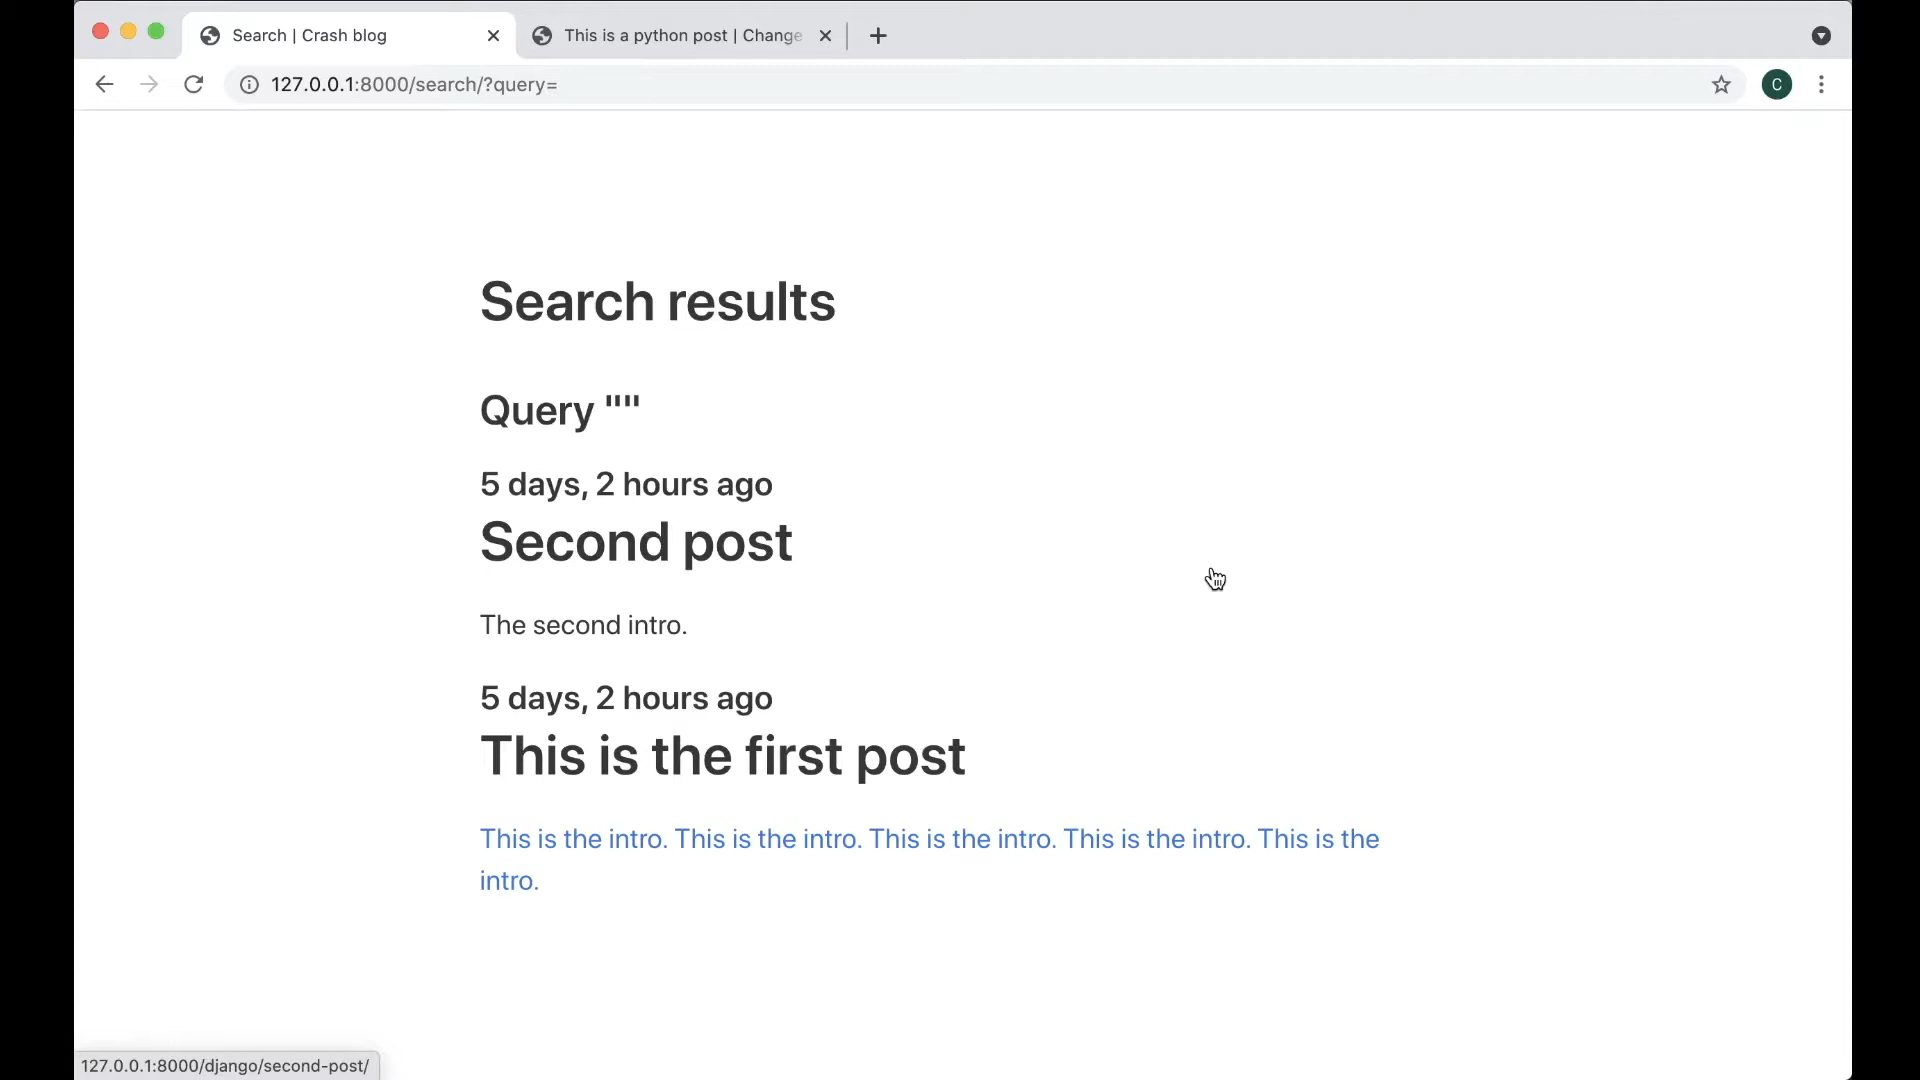 Search | Crash blog
This is a python post | Change
127.0.0.1:8000/search/?query=
C
Search results
Query ""
5 days, 2 hours ago
Second post
The second intro.
5 days, 2 hours ago
This is the first post
This is the intro. This is the intro. This is the intro. This is the intro. This is the
intro.
127.0.0.1:8000/django/second-post/